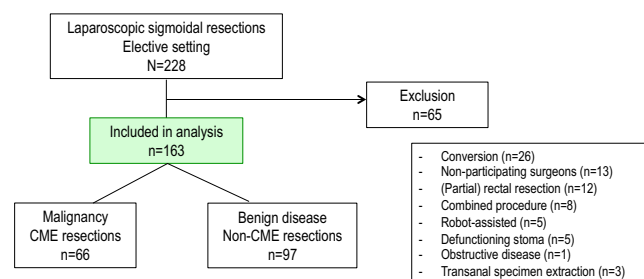 Laparoscopic sigmoidal resections
Elective setting
N=228
Exclusion
n=65
Included in analysis
n=163
Malignancy
CME resections
n=66
Benign disease
Non-CME resections
n=97
- Conversion (n=26)
- Non-participating surgeons (n=13)
- (Partial) rectal resection (n=12)
- Combined procedure (n=8)
- Robot-assisted (n=5)
- Defunctioning stoma (n=5)
- Obstructive disease (n=1)
- Transanal specimen extraction (n=3)